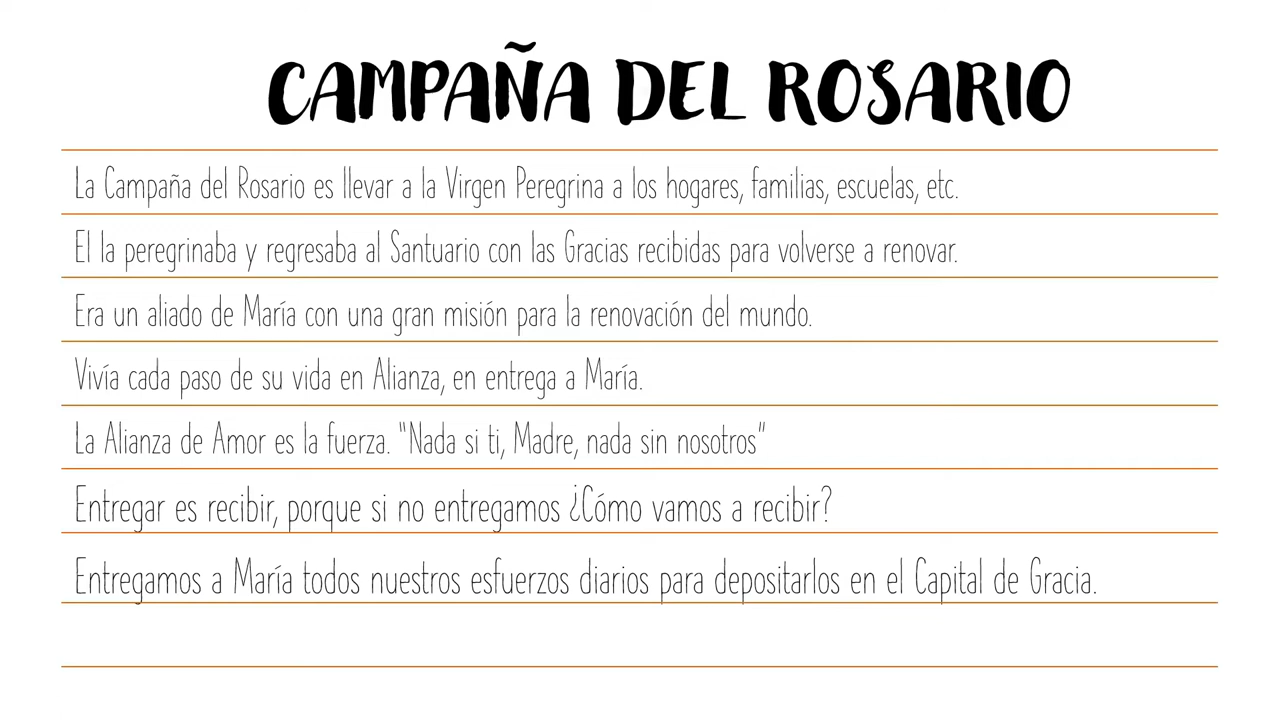 CAMPAÑA DEL ROSARIO
La Campaña del Rosario es llevar a la Virgen Peregrina a los hogares, familias, escuelas, etc.
El la peregrinaba y regresaba al Santuario con las Gracias recibidas para volverse a renovar.
Era un aliado de María con una gran misión para la renovación del mundo.
Vivía cada paso de su vida en Alianza, en entrega a María.
La Alianza de Amor es la fuerza. "Nada si ti, Madre, nada sin nosotros"
Entregar es recibir, porque si no entregamos ¿Cómo vamos a recibir?
Entregamos a María todos nuestros esfuerzos diarios para depositarlos en el Capital de Gracia.